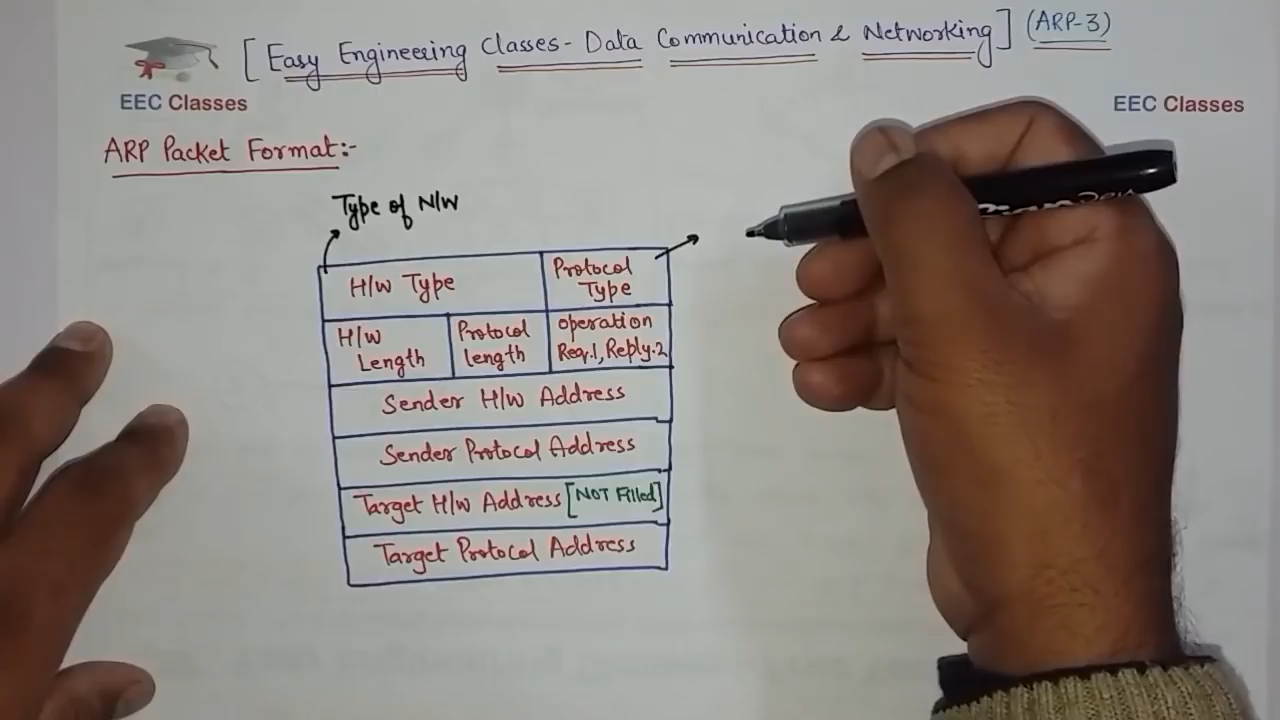 [Easy Engineering Classes- Data Communication & Networking] (ARP-3)
EEC Classes
EEC Classes
ARP Packet Format:-
Type of N/W
H/w Type
Protocol Type
H/w Length
Protocol length
operation
Req.1, Reply.2
Sender H/w Address
Sender Protocol Address
Target H/w Address [NOT Filled]
Target Protocol Address